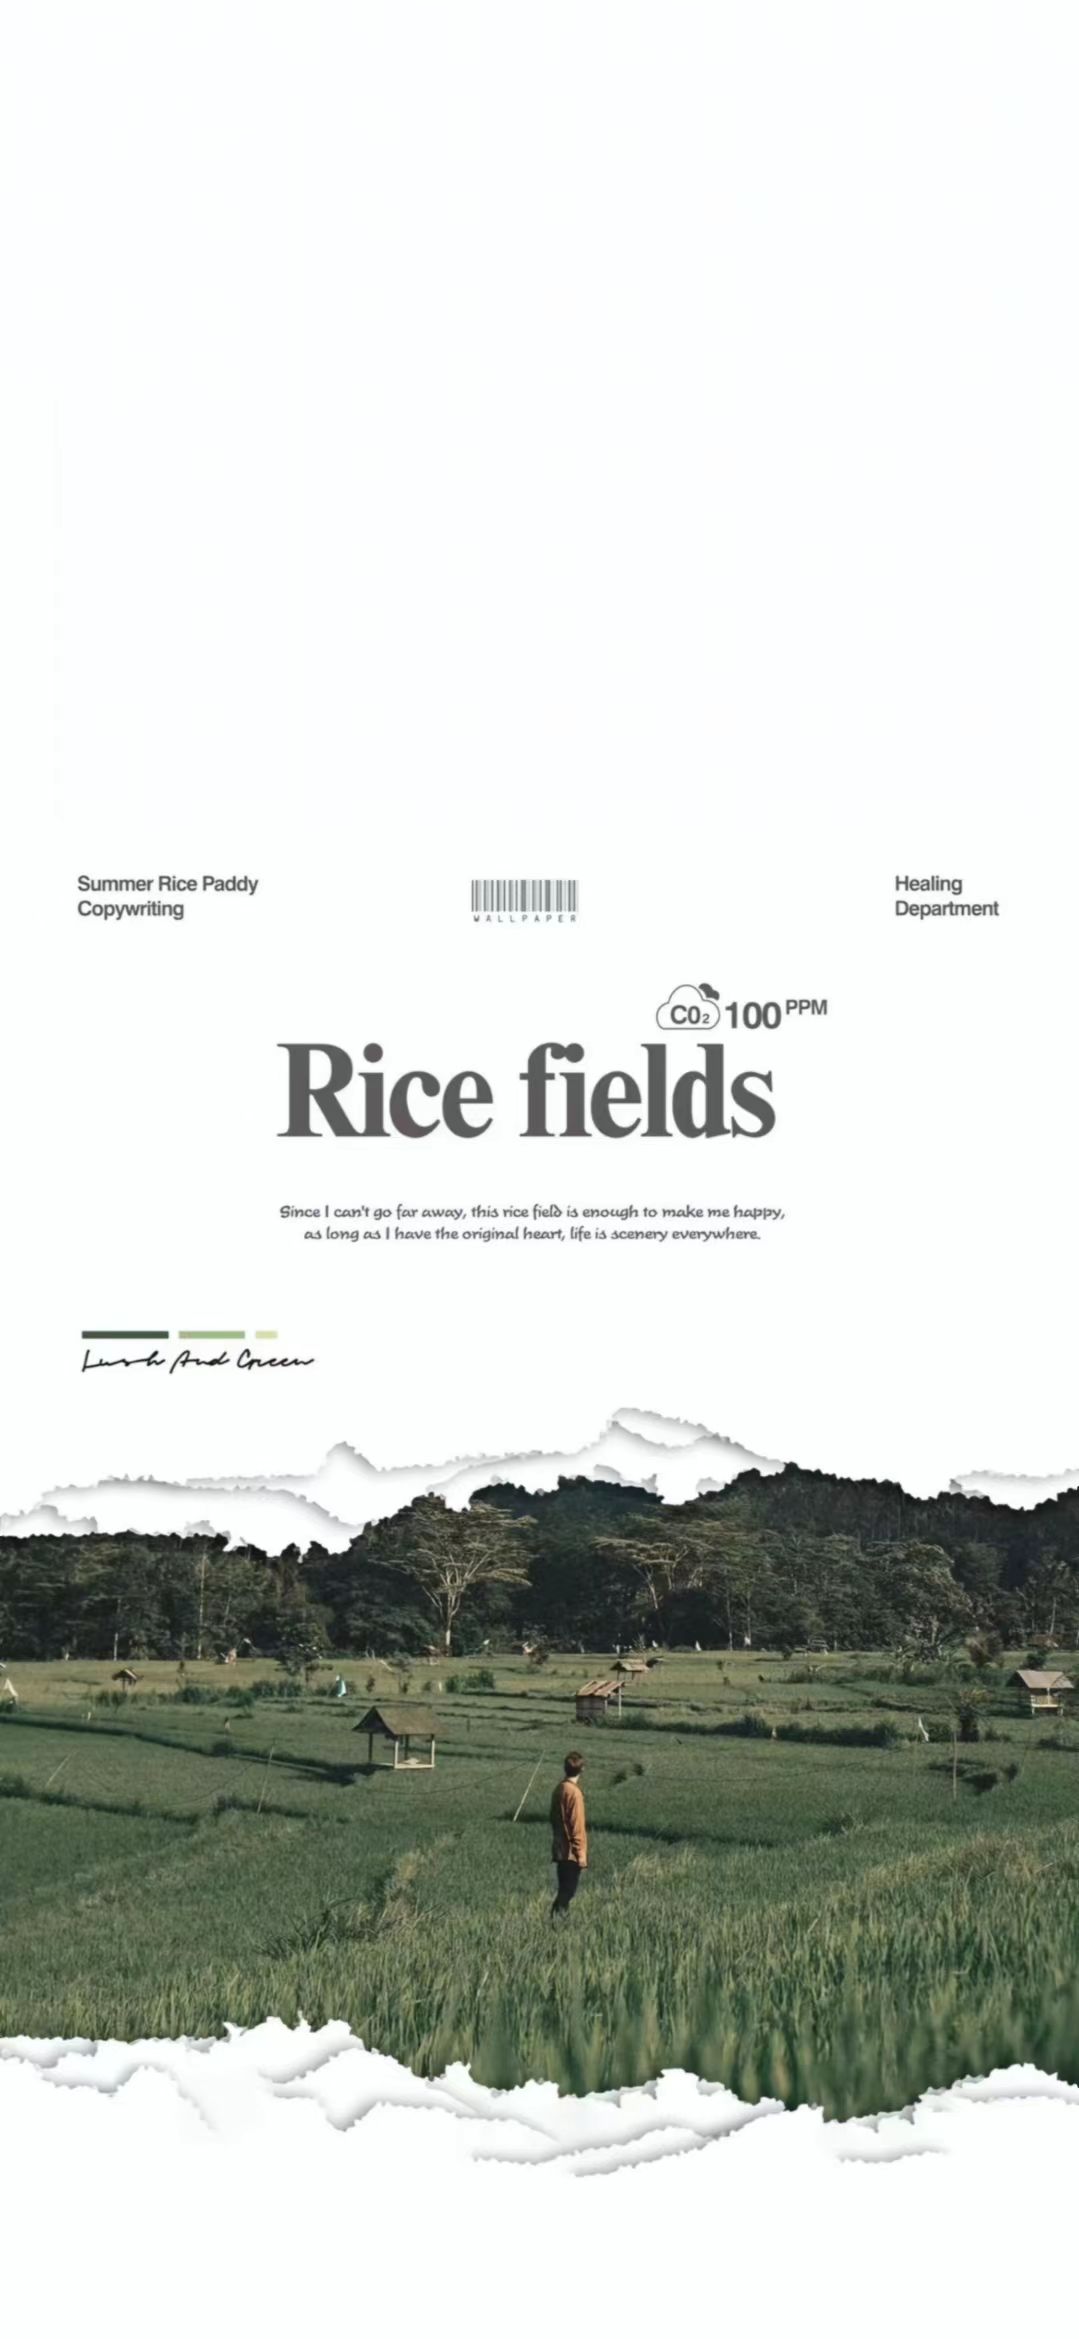 Summer Rice Paddy
Copywriting
WALLPAPER
Healing
Department
C02 100 PPM
Rice fields
Since I can't go far away, this rice field is enough to make me happy,
as long as I have the original heart, life is scenery everywhere.
Lush And Green